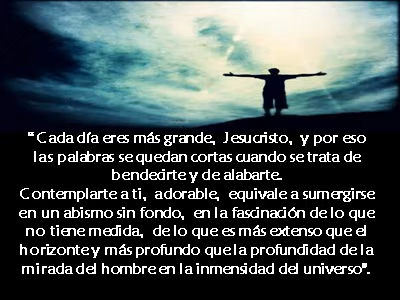 “Cada día eres más grande, Jesucristo, y por eso
las palabras se quedan cortas cuando se trata de
bendecirte y de alabarte.
Contemplarte a ti, adorable, equivale a sumergirse
en un abismo sin fondo, en la fascinación de lo que
no tiene medida, de lo que es más extenso que el
horizonte y más profundo que la profundidad de la
mirada del hombre en la inmensidad del universo".